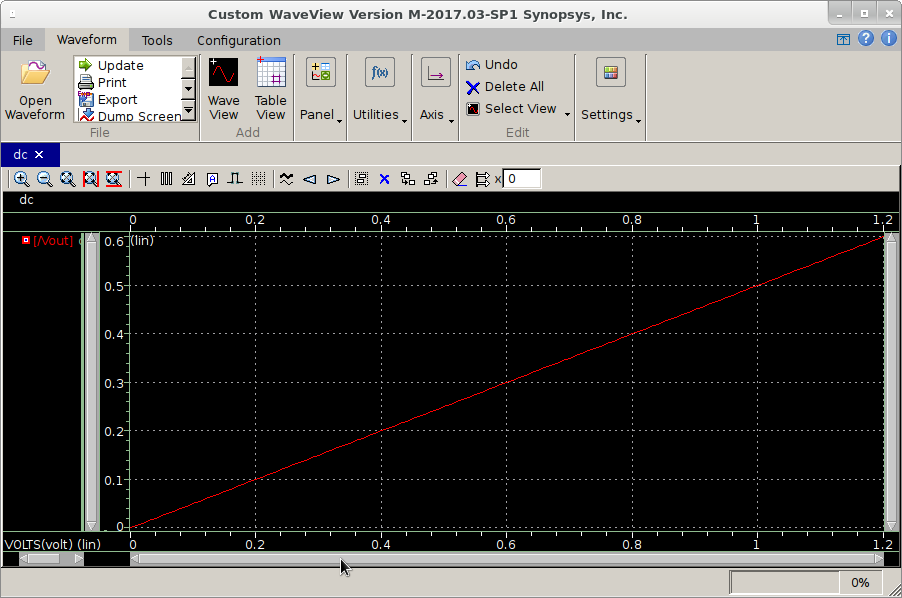 Custom WaveView Version M-2017.03-SP1 Synopsys, Inc.
File Waveform Tools Configuration
Open Waveform
Update
Print
Export
Dump Screen
File
Wave View
Table View
Add
Panel
Utilities
f(x)
Axis
Undo
Delete All
Select View
Edit
Settings
dc
A
x 0
dc
0 0.2 0.4 0.6 0.8 1 1.2
[/Vout]
0.6 (lin)
0.5
0.4
0.3
0.2
0.1
0
VOLTS(volt) (lin) 0 0.2 0.4 0.6 0.8 1 1.2
0%